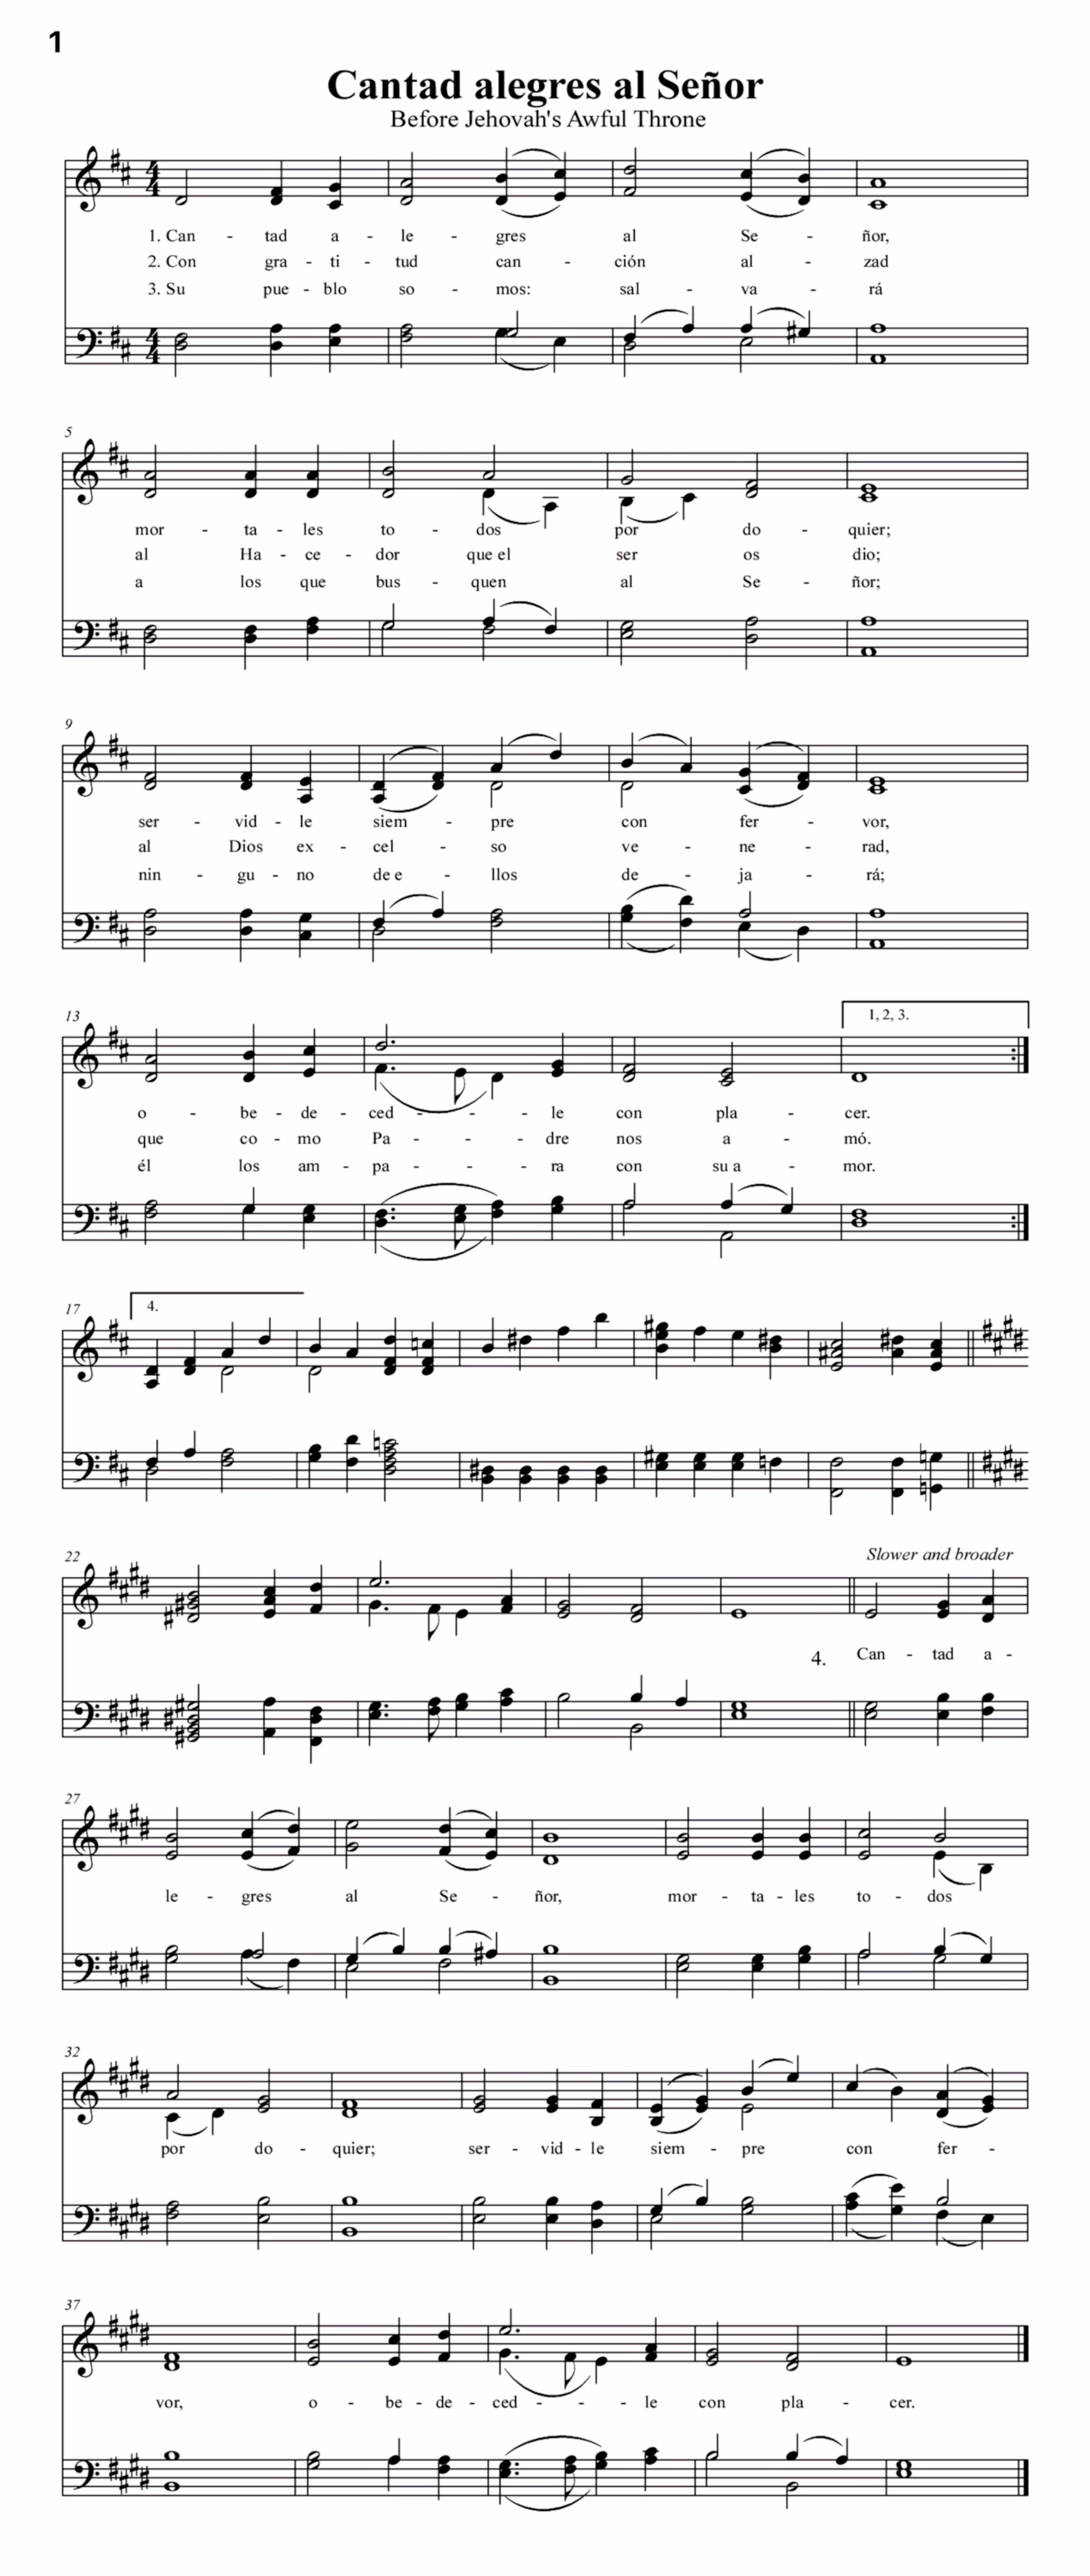 1
Cantad alegres al Señor
Before Jehovah's Awful Throne
1. Can - tad a - le - gres al Se - ñor,
2. Con gra - ti - tud can - ción al - zad
3. Su pue - blo so - mos: sal - va - rá
5
mor - ta - les to - dos por do - quier;
al Ha - ce - dor que el ser os dio;
a los que bus - quen al Se - ñor;
9
ser - vid - le siem - pre con fer - vor,
al Dios ex - cel - so ve - ne - rad,
nin - gu - no de e - llos de - ja - rá;
13
1, 2, 3.
o - be - de - ced - - - le con pla - cer.
que co - mo Pa - - - dre nos a - mó.
él los am - pa - - - ra con su a - mor.
17
4.
22
Slower and broader
4. Can - tad a -
27
le - gres al Se - ñor, mor - ta - les to - dos
32
por do - quier; ser - vid - le siem - pre con fer -
37
vor, o - be - de - ced - - - le con pla - cer.